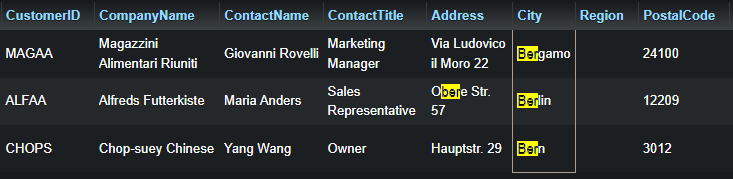 CustomerID CompanyName ContactName ContactTitle Address City Region PostalCode
MAGAA Magazzini Alimentari Riuniti Giovanni Rovelli Marketing Manager Via Ludovico il Moro 22 Bergamo 24100
ALFAA Alfreds Futterkiste Maria Anders Sales Representative Obere Str. 57 Berlin 12209
CHOPS Chop-suey Chinese Yang Wang Owner Hauptstr. 29 Bern 3012